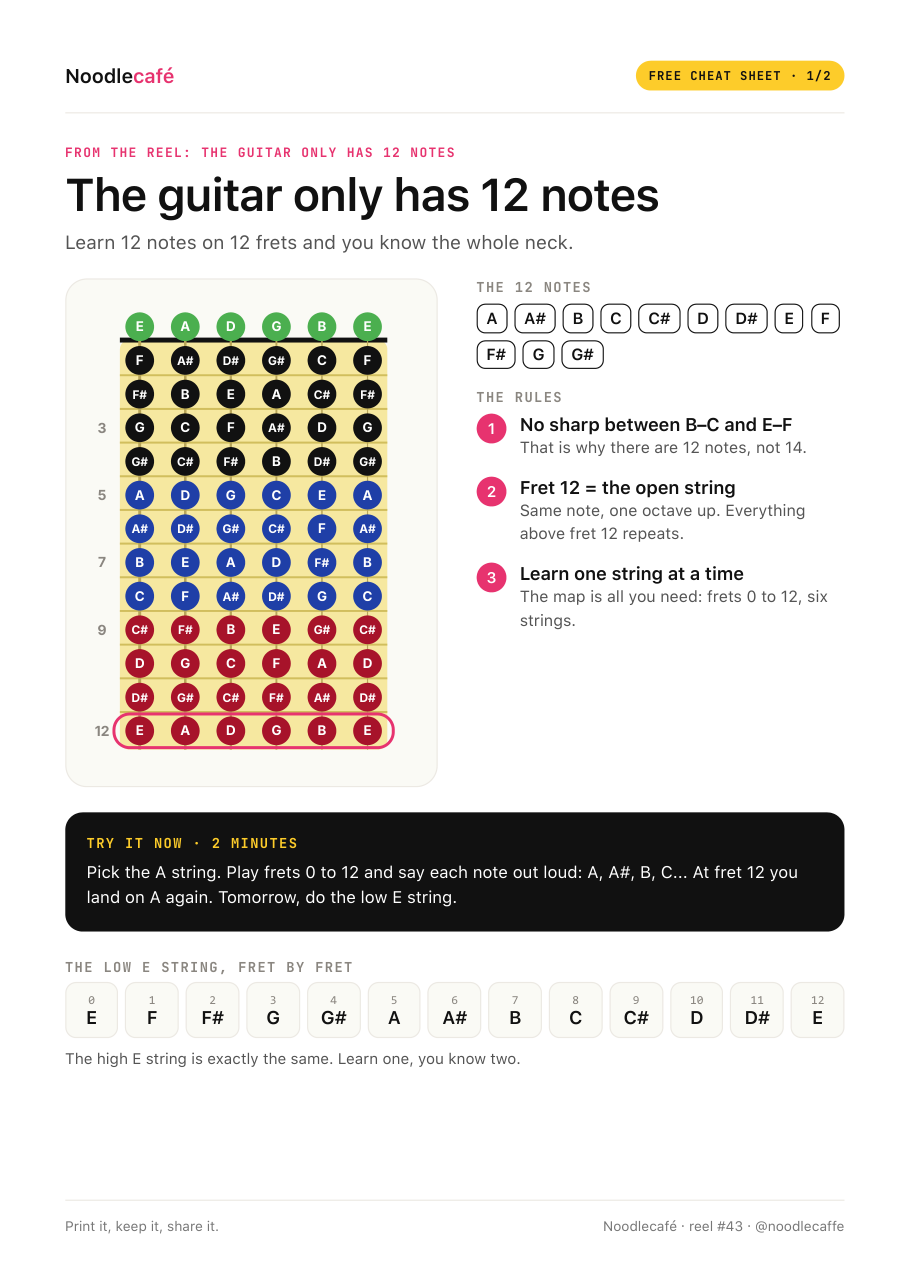 Noodlecafé
FREE CHEAT SHEET · 1/2
FROM THE REEL: THE GUITAR ONLY HAS 12 NOTES
The guitar only has 12 notes
Learn 12 notes on 12 frets and you know the whole neck.
E A D G B E
F A# D# G# C F
F# B E A C# F#
3 G C F A# D G
G# C# F# B D# G#
5 A D G C E A
A# D# G# C# F A#
7 B E A D F# B
C F A# D# G C
9 C# F# B E G# C#
D G C F A D
D# G# C# F# A# D#
12 E A D G B E
THE 12 NOTES
A A# B C C# D D# E F
F# G G#
THE RULES
1 No sharp between B–C and E–F
That is why there are 12 notes, not 14.
2 Fret 12 = the open string
Same note, one octave up. Everything
above fret 12 repeats.
3 Learn one string at a time
The map is all you need: frets 0 to 12, six
strings.
TRY IT NOW · 2 MINUTES
Pick the A string. Play frets 0 to 12 and say each note out loud: A, A#, B, C... At fret 12 you
land on A again. Tomorrow, do the low E string.
THE LOW E STRING, FRET BY FRET
0 1 2 3 4 5 6 7 8 9 10 11 12
E F F# G G# A A# B C C# D D# E
The high E string is exactly the same. Learn one, you know two.
Print it, keep it, share it.
Noodlecafé · reel #43 · @noodlecaffe